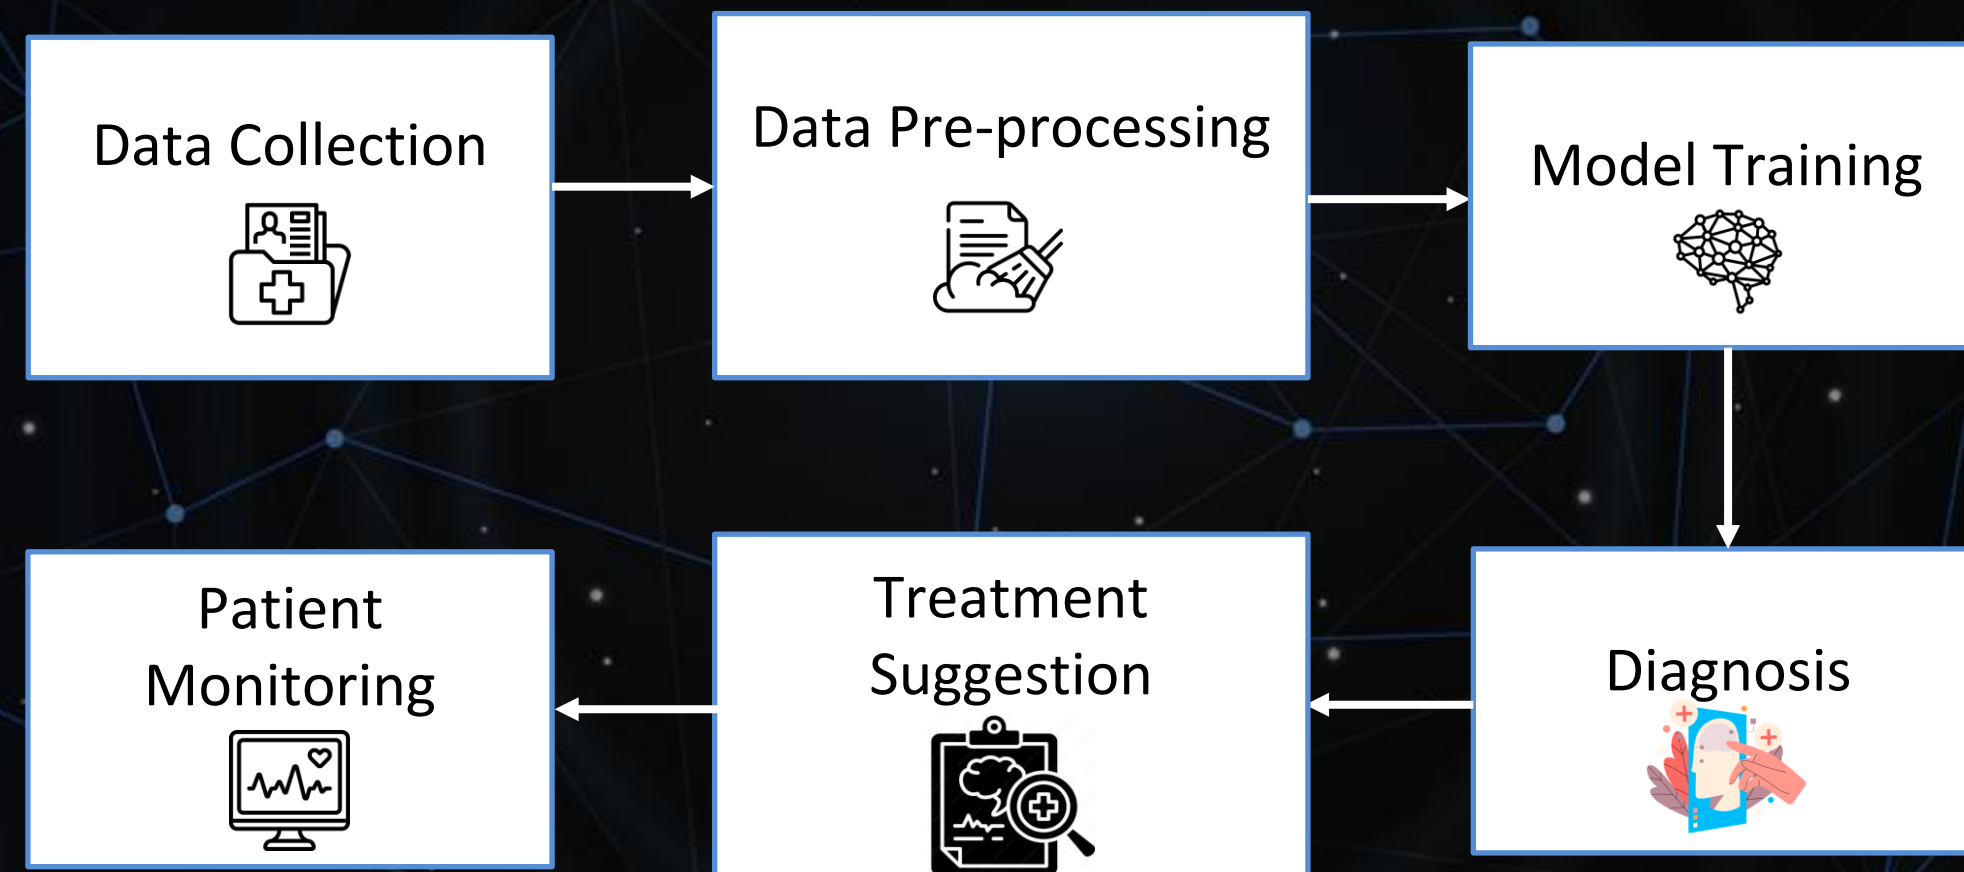 Data Collection
Data Pre-processing
Model Training
Patient
Monitoring
Treatment
Suggestion
Diagnosis